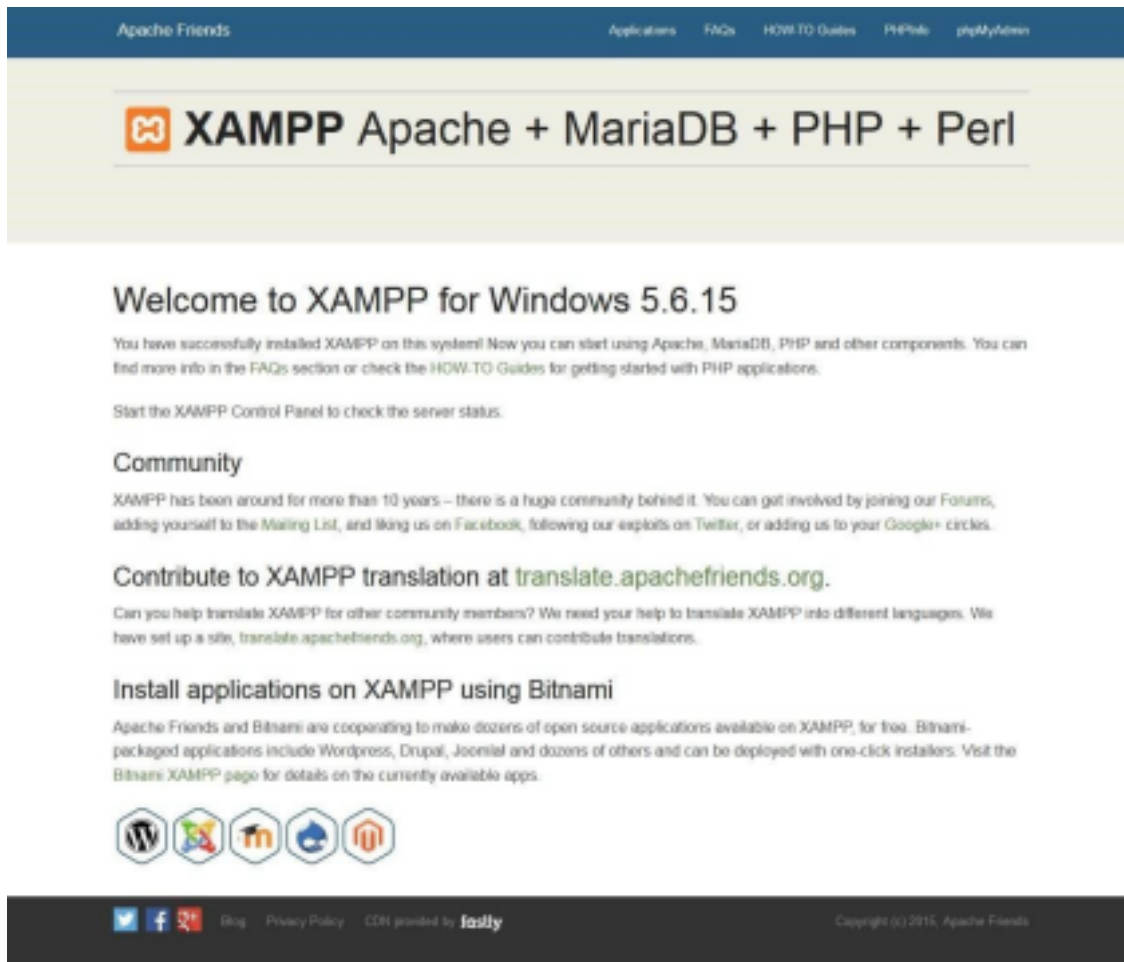 Apache Friends
Applications FAQs HOW-TO Guides PHPInfo phpMyAdmin
XAMPP Apache + MariaDB + PHP + Perl
Welcome to XAMPP for Windows 5.6.15
You have successfully installed XAMPP on this system! Now you can start using Apache, MariaDB, PHP and other components. You can
find more info in the FAQs section or check the HOW-TO Guides for getting started with PHP applications.
Start the XAMPP Control Panel to check the server status.
Community
XAMPP has been around for more than 10 years – there is a huge community behind it. You can get involved by joining our Forums,
adding yourself to the Mailing List, and liking us on Facebook, following our exploits on Twitter, or adding us to your Google+ circles.
Contribute to XAMPP translation at translate.apachefriends.org.
Can you help translate XAMPP for other community members? We need your help to translate XAMPP into different languages. We
have set up a site, translate.apachefriends.org, where users can contribute translations.
Install applications on XAMPP using Bitnami
Apache Friends and Bitnami are cooperating to make dozens of open source applications available on XAMPP, for free. Bitnami-
packaged applications include Wordpress, Drupal, Joomla! and dozens of others and can be deployed with one-click installers. Visit the
Bitnami XAMPP page for details on the currently available apps.
Blog Privacy Policy CDN provided by fastly
Copyright (c) 2015, Apache Friends